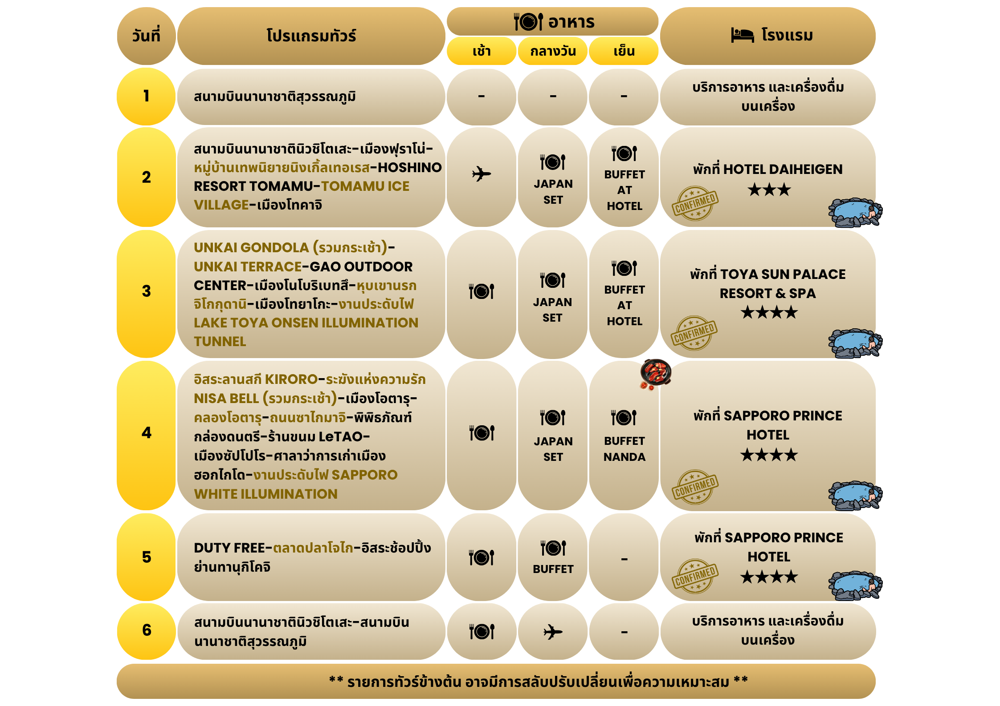 วันที่
โปรแกรมทัวร์
อาหาร
เช้า
กลางวัน
เย็น
โรงแรม
1
สนามบินนานาชาติสุวรรณภูมิ
-
-
-
บริการอาหาร และเครื่องดื่ม
บนเครื่อง
2
สนามบินนานาชาตินิวชิโตเสะ-เมืองฟุราโน่-
หมู่บ้านเทพนิยายนิงเกิ้ลเทอเรส-HOSHINO
RESORT TOMAMU-TOMAMU ICE
VILLAGE-เมืองโทคาจิ
JAPAN
SET
BUFFET
AT
HOTEL
พักที่ HOTEL DAIHEIGEN
★★★
CONFIRMED
3
UNKAI GONDOLA (รวมกระเช้า)-
UNKAI TERRACE-GAO OUTDOOR
CENTER-เมืองโนโบริเบทสึ-หุบเขานรก
จิโกกุดานิ-เมืองโทยาโกะ-งานประดับไฟ
LAKE TOYA ONSEN ILLUMINATION
TUNNEL
JAPAN
SET
BUFFET
AT
HOTEL
พักที่ TOYA SUN PALACE
RESORT & SPA
★★★★
CONFIRMED
4
อิสระลานสกี KIRORO-ระฆังแห่งความรัก
NISA BELL (รวมกระเช้า)-เมืองโอตารุ-
คลองโอตารุ-ถนนซาไกมาจิ-พิพิธภัณฑ์
กล่องดนตรี-ร้านขนม LeTAO-
เมืองซัปโปโร-ศาลาว่าการเก่าเมือง
ฮอกไกโด-งานประดับไฟ SAPPORO
WHITE ILLUMINATION
JAPAN
SET
BUFFET
NANDA
พักที่ SAPPORO PRINCE
HOTEL
★★★★
CONFIRMED
5
DUTY FREE-ตลาดปลาโจไก-อิสระช้อปปิ้ง
ย่านทานุกิโคจิ
BUFFET
-
พักที่ SAPPORO PRINCE
HOTEL
★★★★
CONFIRMED
6
สนามบินนานาชาตินิวชิโตเสะ-สนามบิน
นานาชาติสุวรรณภูมิ
-
บริการอาหาร และเครื่องดื่ม
บนเครื่อง
** รายการทัวร์ข้างต้น อาจมีการสลับปรับเปลี่ยนเพื่อความเหมาะสม **